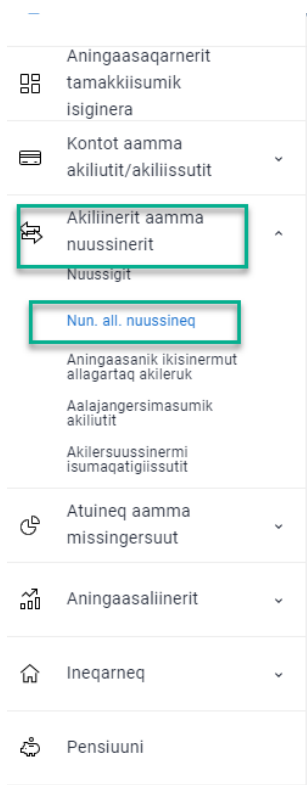 Aningaasaqarnerit
tamakkiisumik
isiginera
Kontot aamma
akiliutit/akiliissutit
Akiliinerit aamma
nuussinerit
Nuussigit
Nun. all. nuussineq
Aningaasanik ikisinermut
allagartaq akileruk
Aalajangersimasumik
akiliutit
Akilersuussinermi
isumaqatigiissutit
Atuineq aamma
missingersuut
Aningaasaliinerit
Ineqarneq
Pensiuuni